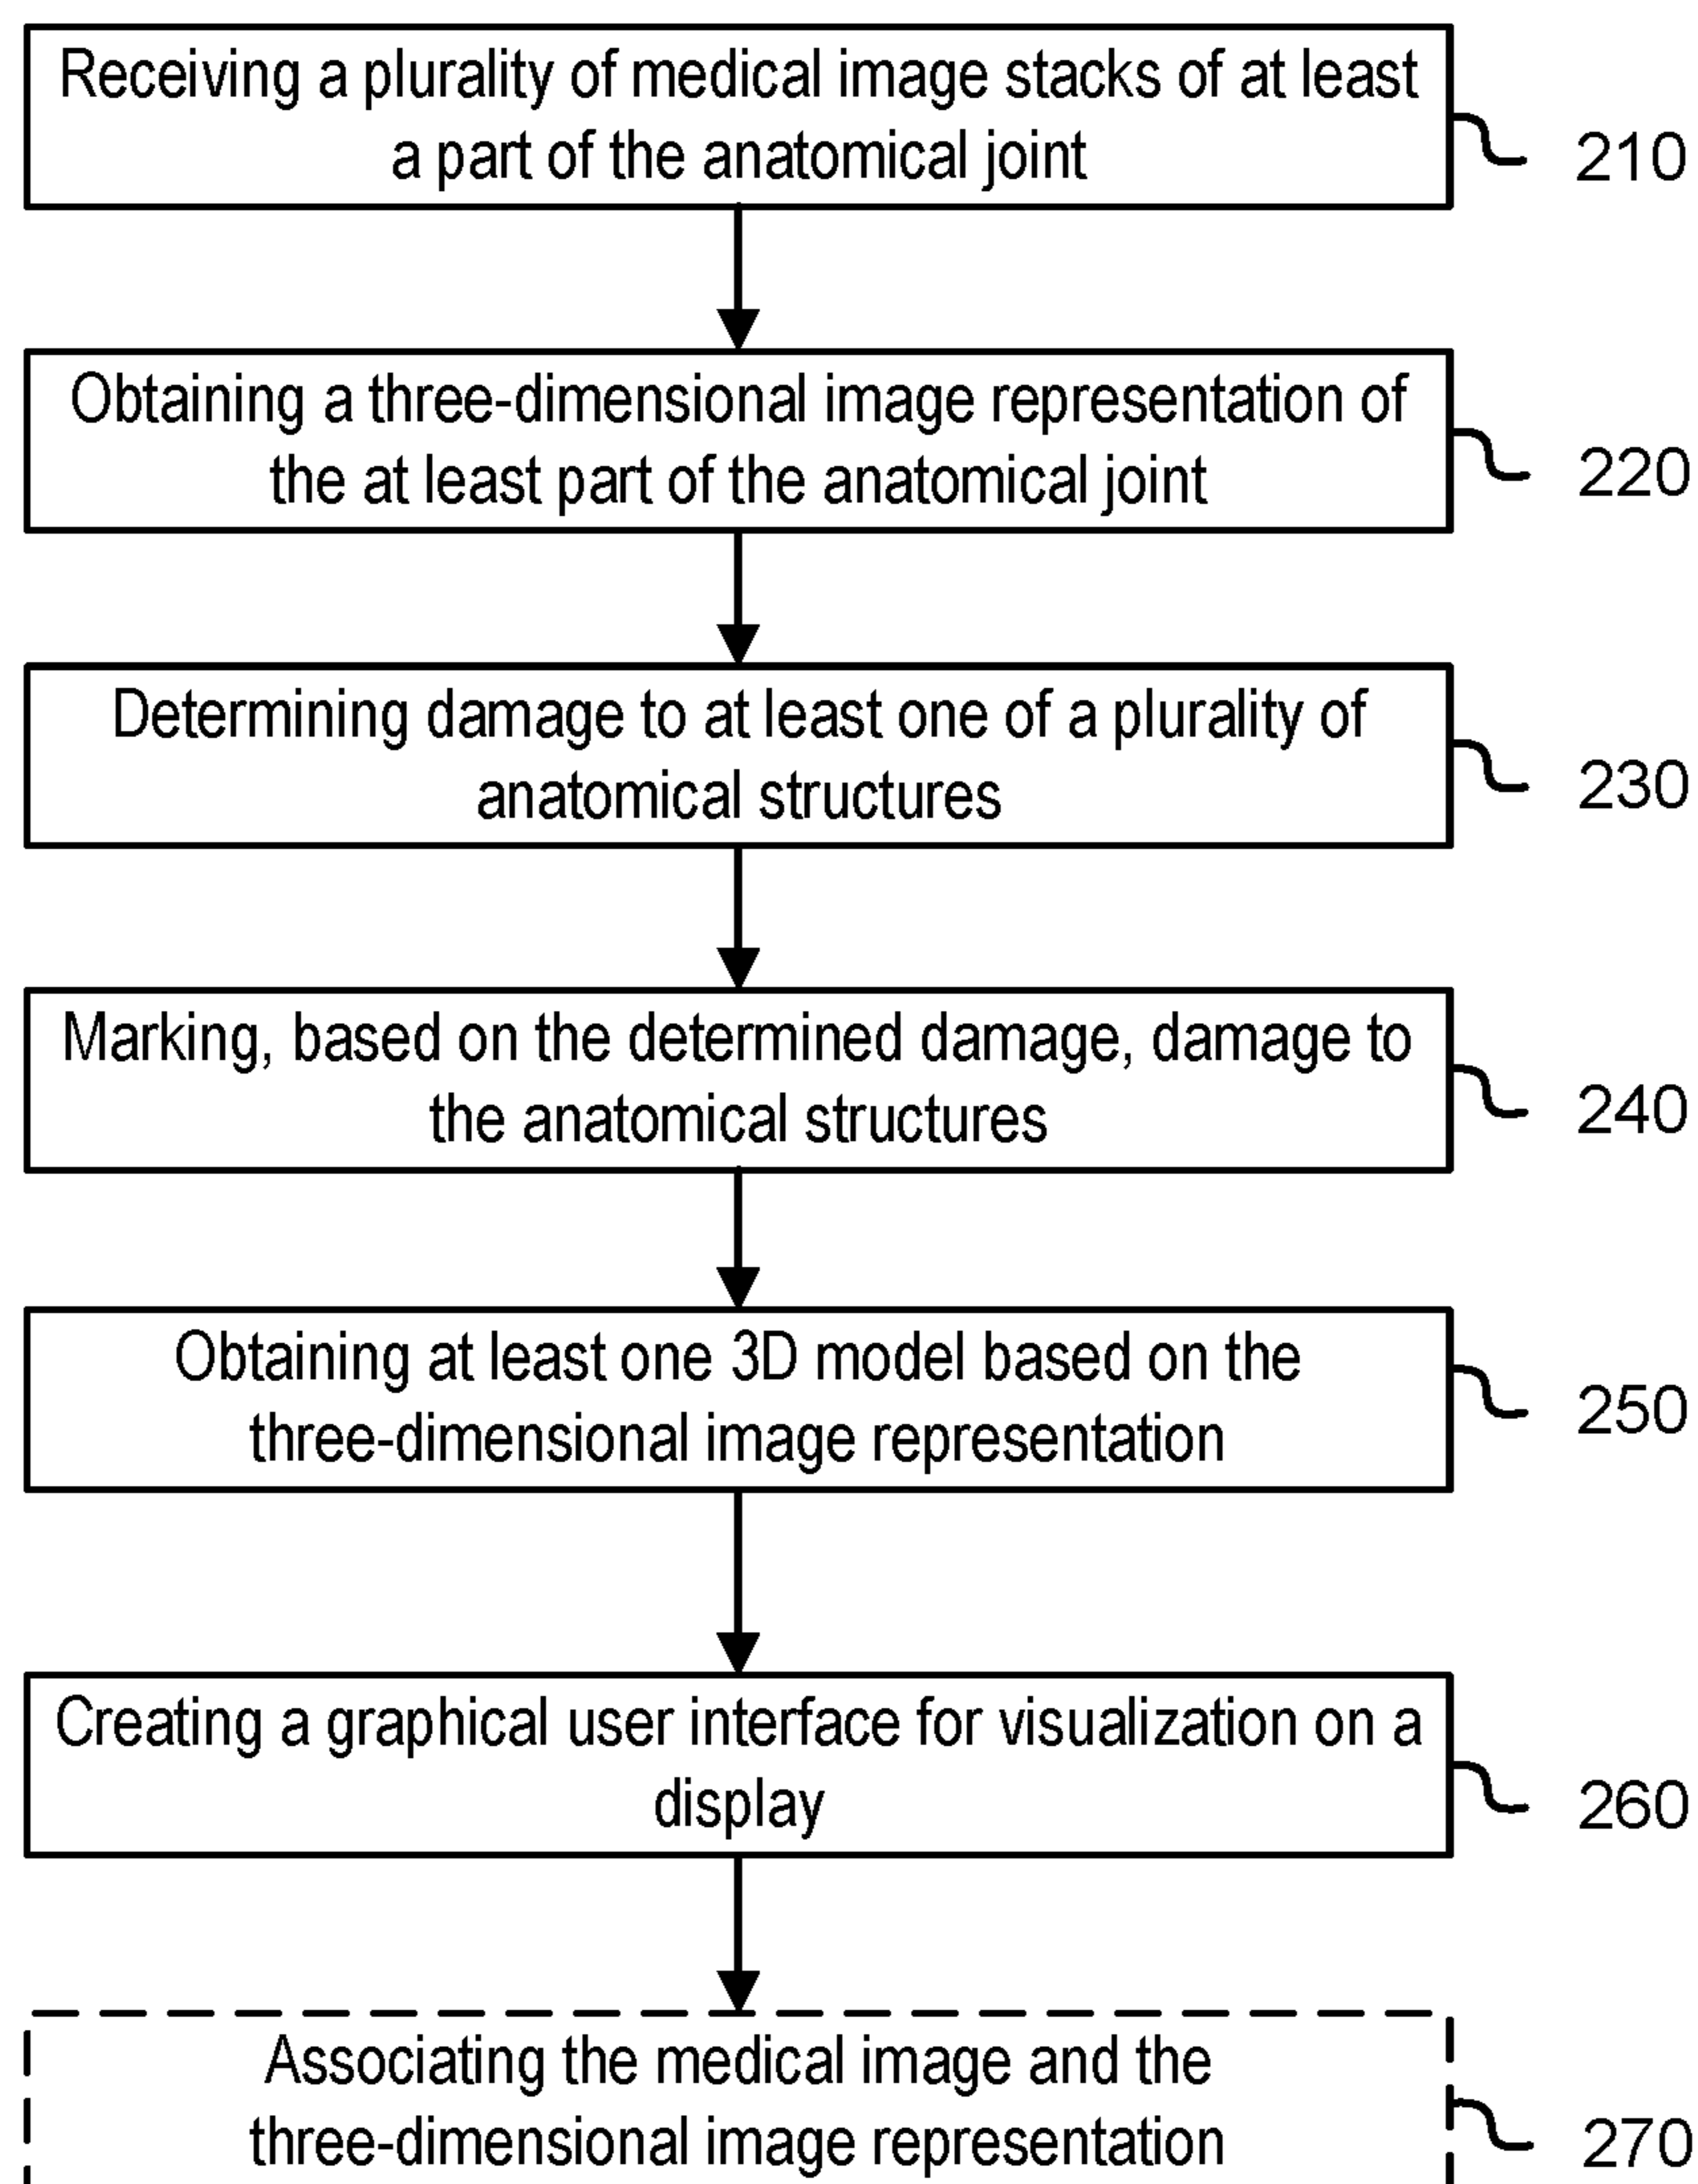 Receiving a plurality of medical image stacks of at least
a part of the anatomical joint
210
Obtaining a three-dimensional image representation of
the at least part of the anatomical joint
220
Determining damage to at least one of a plurality of
anatomical structures
230
Marking, based on the determined damage, damage to
the anatomical structures
240
Obtaining at least one 3D model based on the
three-dimensional image representation
250
Creating a graphical user interface for visualization on a
display
260
Associating the medical image and the
three-dimensional image representation
270